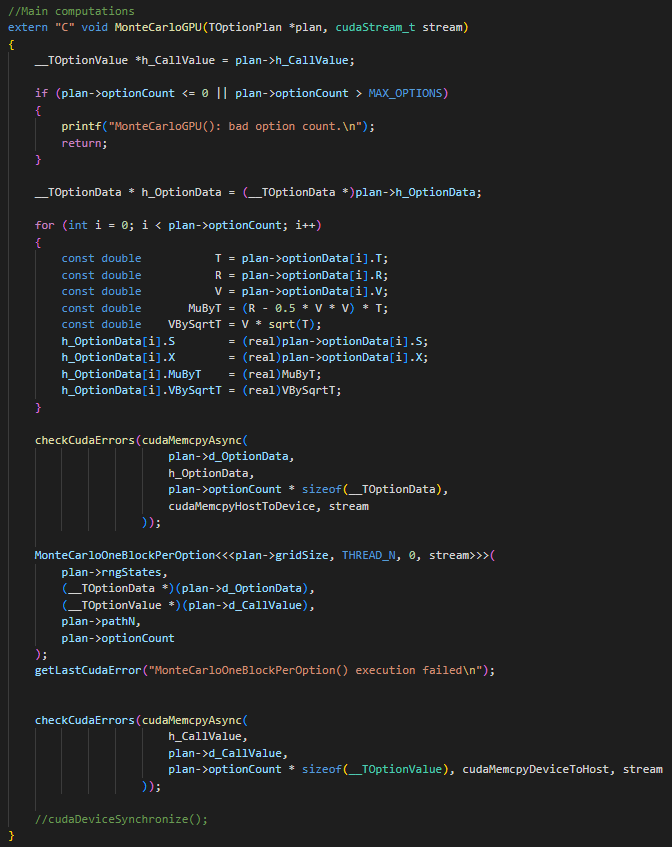 //Main computations
extern "C" void MonteCarloGPU(TOptionPlan *plan, cudaStream_t stream)
{
    __TOptionValue *h_CallValue = plan->h_CallValue;

    if (plan->optionCount <= 0 || plan->optionCount > MAX_OPTIONS)
    {
        printf("MonteCarloGPU(): bad option count.\n");
        return;
    }

    __TOptionData * h_OptionData = (__TOptionData *)plan->h_OptionData;

    for (int i = 0; i < plan->optionCount; i++)
    {
        const double           T = plan->optionData[i].T;
        const double           R = plan->optionData[i].R;
        const double           V = plan->optionData[i].V;
        const double       MuByT = (R - 0.5 * V * V) * T;
        const double    VBySqrtT = V * sqrt(T);
        h_OptionData[i].S        = (real)plan->optionData[i].S;
        h_OptionData[i].X        = (real)plan->optionData[i].X;
        h_OptionData[i].MuByT    = (real)MuByT;
        h_OptionData[i].VBySqrtT = (real)VBySqrtT;
    }

    checkCudaErrors(cudaMemcpyAsync(
                        plan->d_OptionData,
                        h_OptionData,
                        plan->optionCount * sizeof(__TOptionData),
                        cudaMemcpyHostToDevice, stream
                    ));

    MonteCarloOneBlockPerOption<<<plan->gridSize, THREAD_N, 0, stream>>>(
        plan->rngStates,
        (__TOptionData *)(plan->d_OptionData),
        (__TOptionValue *)(plan->d_CallValue),
        plan->pathN,
        plan->optionCount
    );
    getLastCudaError("MonteCarloOneBlockPerOption() execution failed\n");


    checkCudaErrors(cudaMemcpyAsync(
                        h_CallValue,
                        plan->d_CallValue,
                        plan->optionCount * sizeof(__TOptionValue), cudaMemcpyDeviceToHost, stream
                    ));

    //cudaDeviceSynchronize();
}